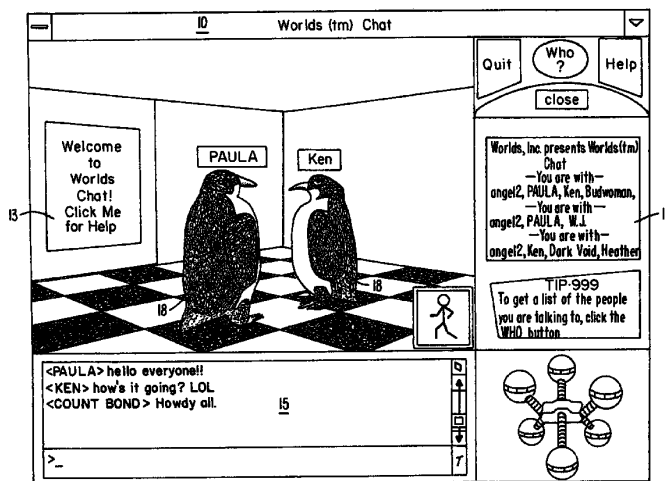 10
Worlds (tm) Chat
Quit
Who
?
Help
close
Welcome
to
Worlds
Chat!
Click Me
for Help
13
PAULA
Ken
18
18
Worlds, Inc. presents Worlds(tm)
Chat
—You are with—
angel2, PAULA, Ken, Budwoman,
—You are with—
angel2, PAULA, W.J.
—You are with—
angel2, Ken, Dark Void, Heather
1
TIP-999
To get a list of the people
you are talking to, click the
WHO button
<PAULA> hello everyone!!
<KEN> how's it going? LOL
<COUNT BOND> Howdy all.
15
>_
T